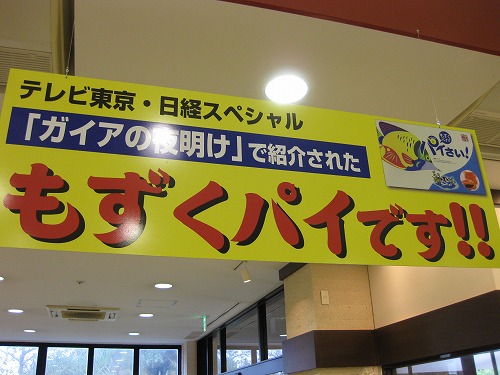 テレビ東京・日経スペシャル
「ガイアの夜明け」で紹介された
もずくパイです!!
パイさい!